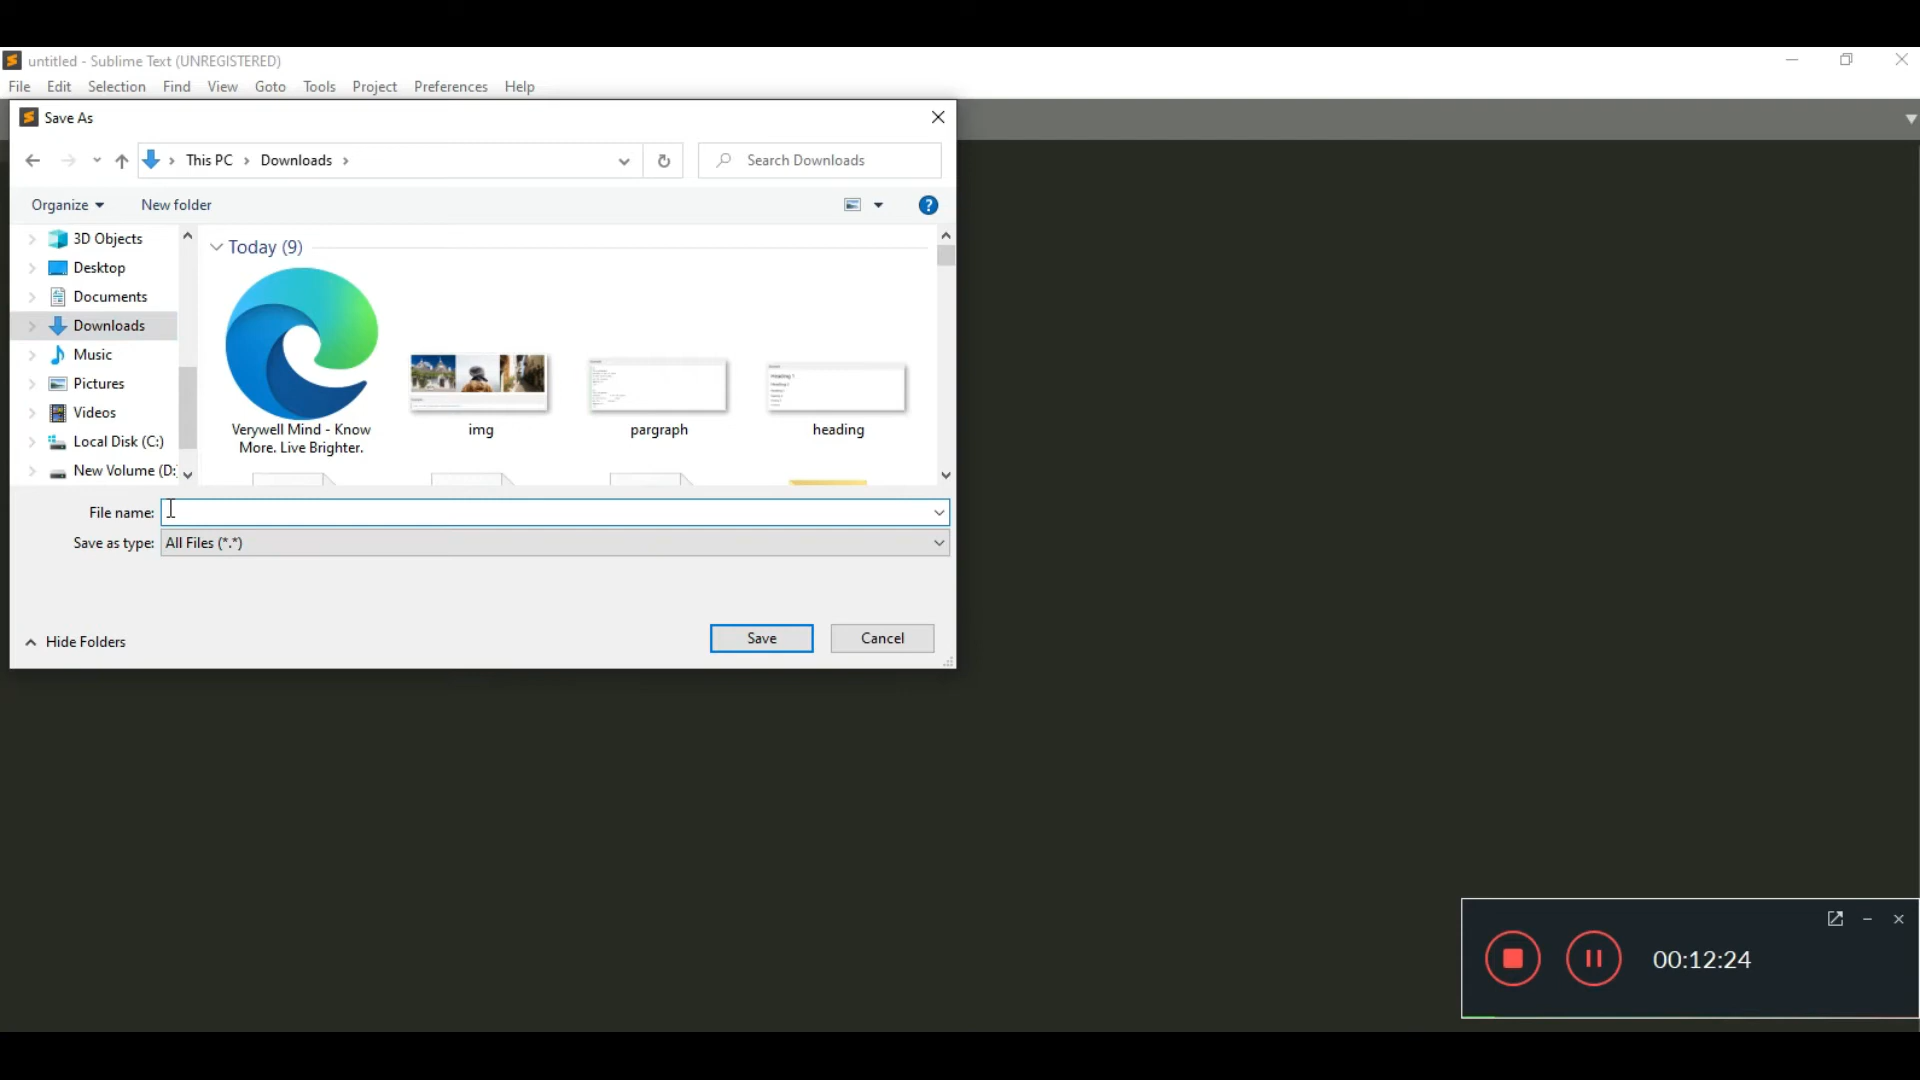 untitled - Sublime Text (UNREGISTERED)
File Edit Selection Find View Goto Tools Project Preferences Help
Save As
This PC Downloads
Search Downloads
Organize New folder
3D Objects
Desktop
Documents
Downloads
Music
Pictures
Videos
Local Disk (C:)
New Volume (D:
Today (9)
Verywell Mind - Know
More. Live Brighter.
img
pargraph
heading
Heading 1
File name:
Save as type: All Files (*.*)
Hide Folders
Save Cancel
00:12:24